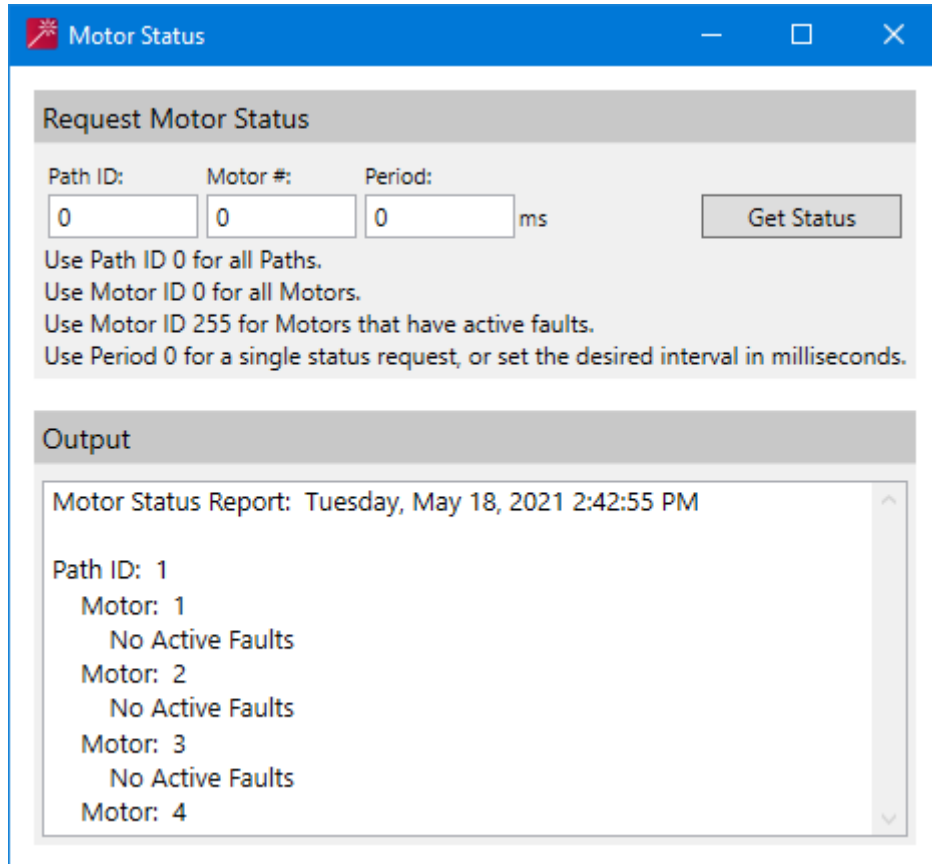 Motor Status
Request Motor Status
Path ID: Motor #: Period:
0 0 0 ms Get Status
Use Path ID 0 for all Paths.
Use Motor ID 0 for all Motors.
Use Motor ID 255 for Motors that have active faults.
Use Period 0 for a single status request, or set the desired interval in milliseconds.
Output
Motor Status Report: Tuesday, May 18, 2021 2:42:55 PM
Path ID: 1
Motor: 1
No Active Faults
Motor: 2
No Active Faults
Motor: 3
No Active Faults
Motor: 4